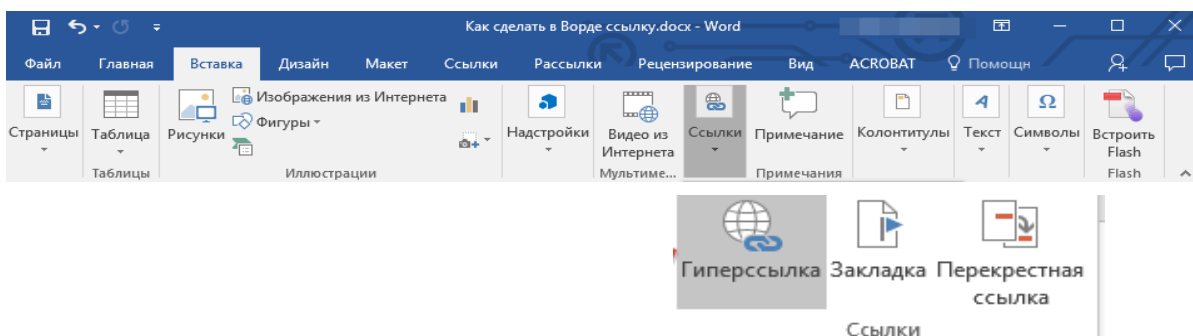 Как сделать в Ворде ссылку.docx - Word
Файл Главная Вставка Дизайн Макет Ссылки Рассылки Рецензирование Вид ACROBAT Помощн
Страницы Таблица Рисунки Изображения из Интернета Фигуры Надстройки Видео из Интернета Ссылки Примечание Колонтитулы Текст Символы Встроить Flash
Таблицы Иллюстрации Мультиме... Примечания Flash
Гиперссылка Закладка Перекрестная
ссылка
Ссылки